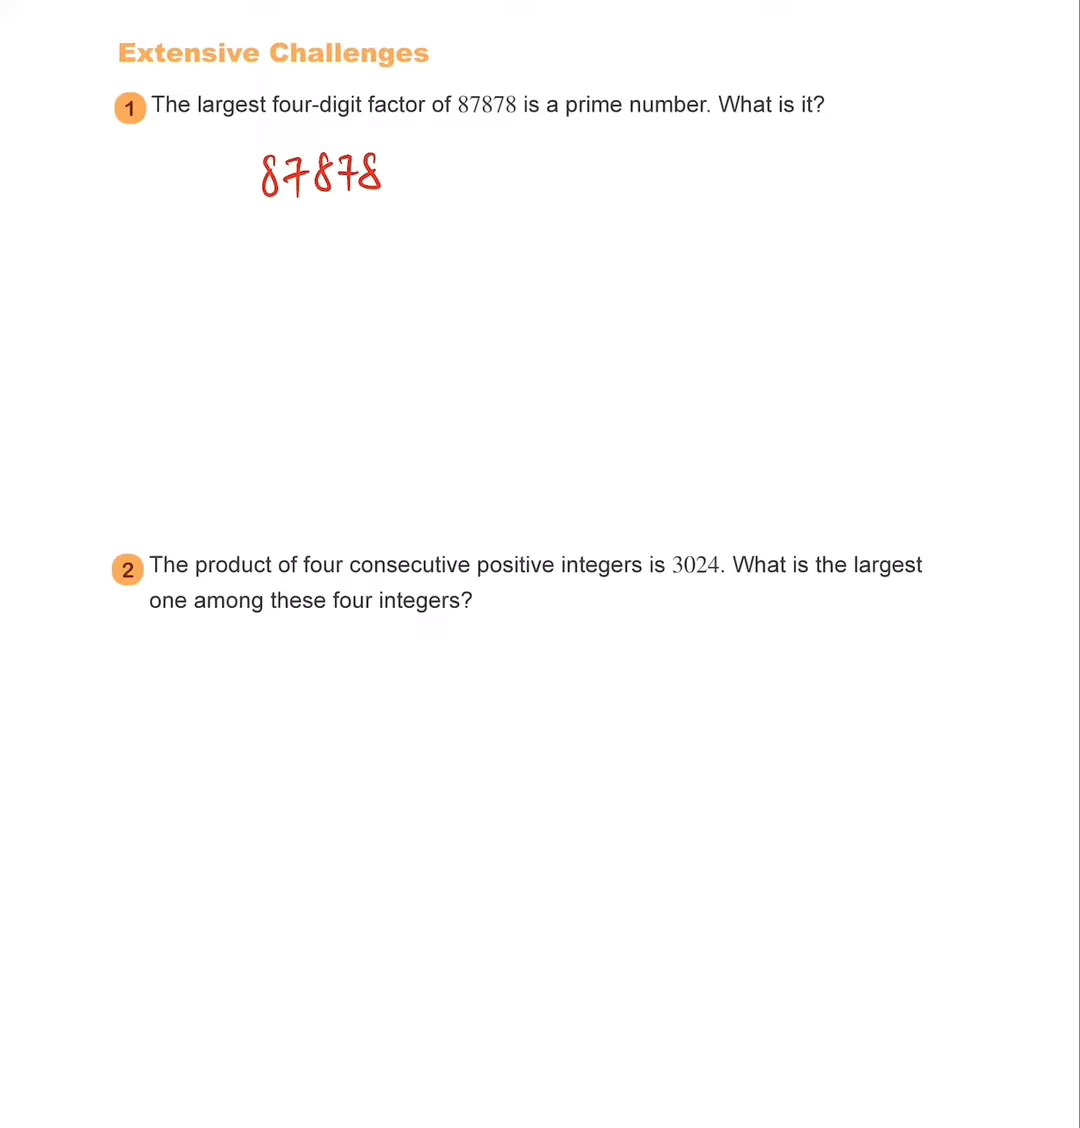 Extensive Challenges
1 The largest four-digit factor of 87878 is a prime number. What is it?
87878
2 The product of four consecutive positive integers is 3024. What is the largest
one among these four integers?